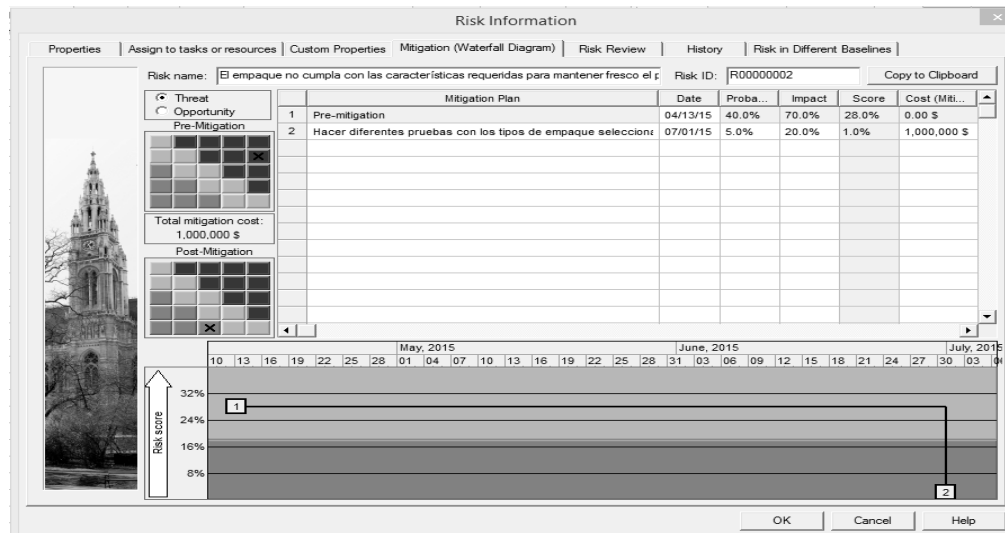 Risk Information
Properties Assign to tasks or resources Custom Properties Mitigation (Waterfall Diagram) Risk Review History Risk in Different Baselines
Risk name: El empaque no cumpla con las características requeridas para mantener fresco el Risk ID: R00000002 Copy to Clipboard
Threat
Opportunity
Pre-Mitigation
Total mitigation cost:
1,000,000 $
Post-Mitigation
Mitigation Plan Date Proba... Impact Score Cost (Miti...
1 Pre-mitigation 04/13/15 40.0% 70.0% 28.0% 0.00 $
2 Hacer diferentes pruebas con los tipos de empaque selecciona 07/01/15 5.0% 20.0% 1.0% 1,000,000 $
May, 2015 June, 2015 July, 2015
10 13 16 19 22 25 28 01 04 07 10 13 16 19 22 25 28 31 03 06 09 12 15 18 21 24 27 30 03
Risk score
32%
24%
16%
8%
1
2
OK Cancel Help